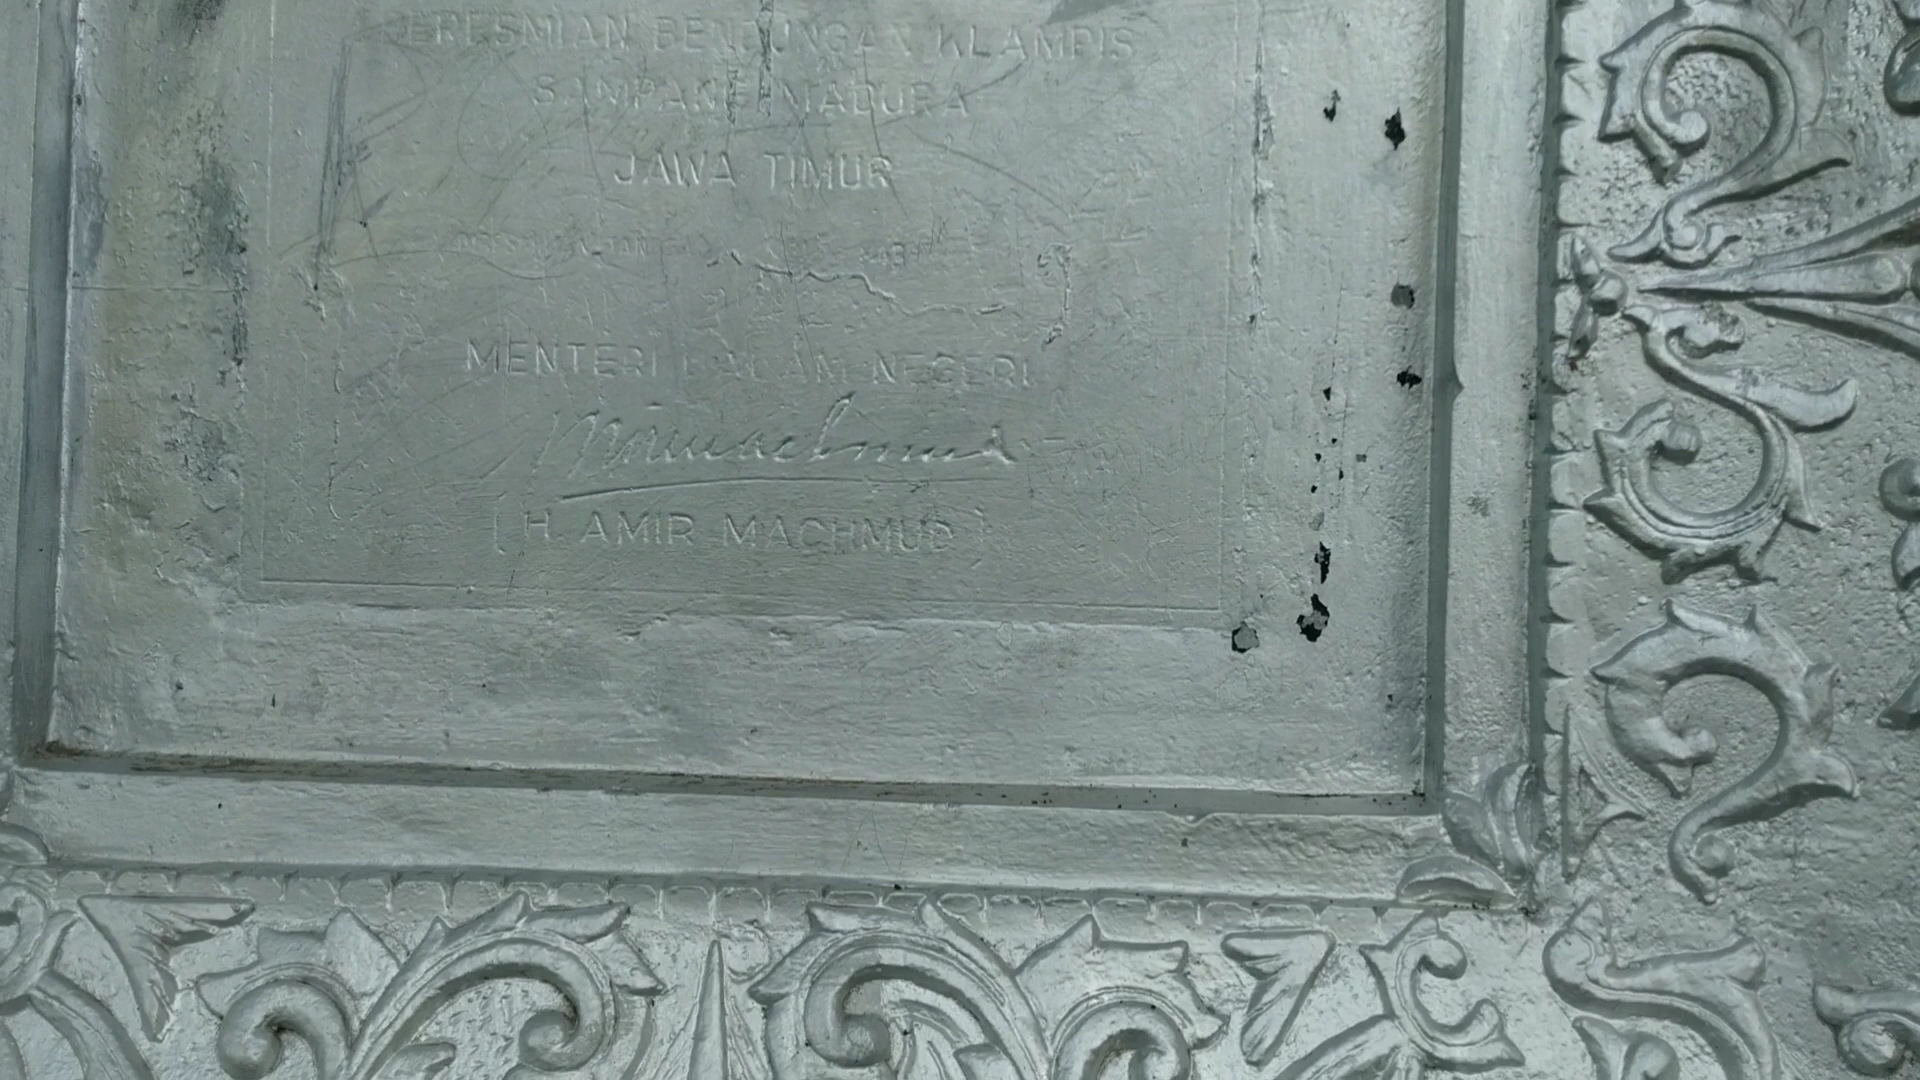 PERESMIAN BENDUNGAN KLAMPIS
SAMPANG MADURA
JAWA TIMUR
MENTERI DALAM NEGERI
( H. AMIR MACHMUD )